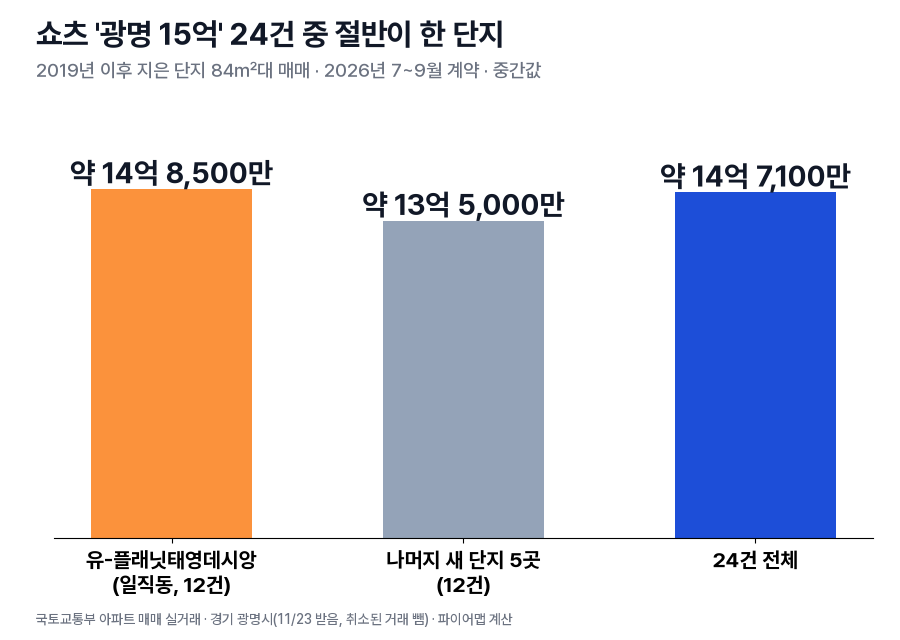 쇼츠 '광명 15억' 24건 중 절반이 한 단지
2019년 이후 지은 단지 84m²대 매매 · 2026년 7~9월 계약 · 중간값
약 14억 8,500만
약 13억 5,000만
약 14억 7,100만
유-플래닛태영데시앙
(일직동, 12건)
나머지 새 단지 5곳
(12건)
24건 전체
국토교통부 아파트 매매 실거래 · 경기 광명시(11/23 받음, 취소된 거래 뺌) · 파이어맵 계산